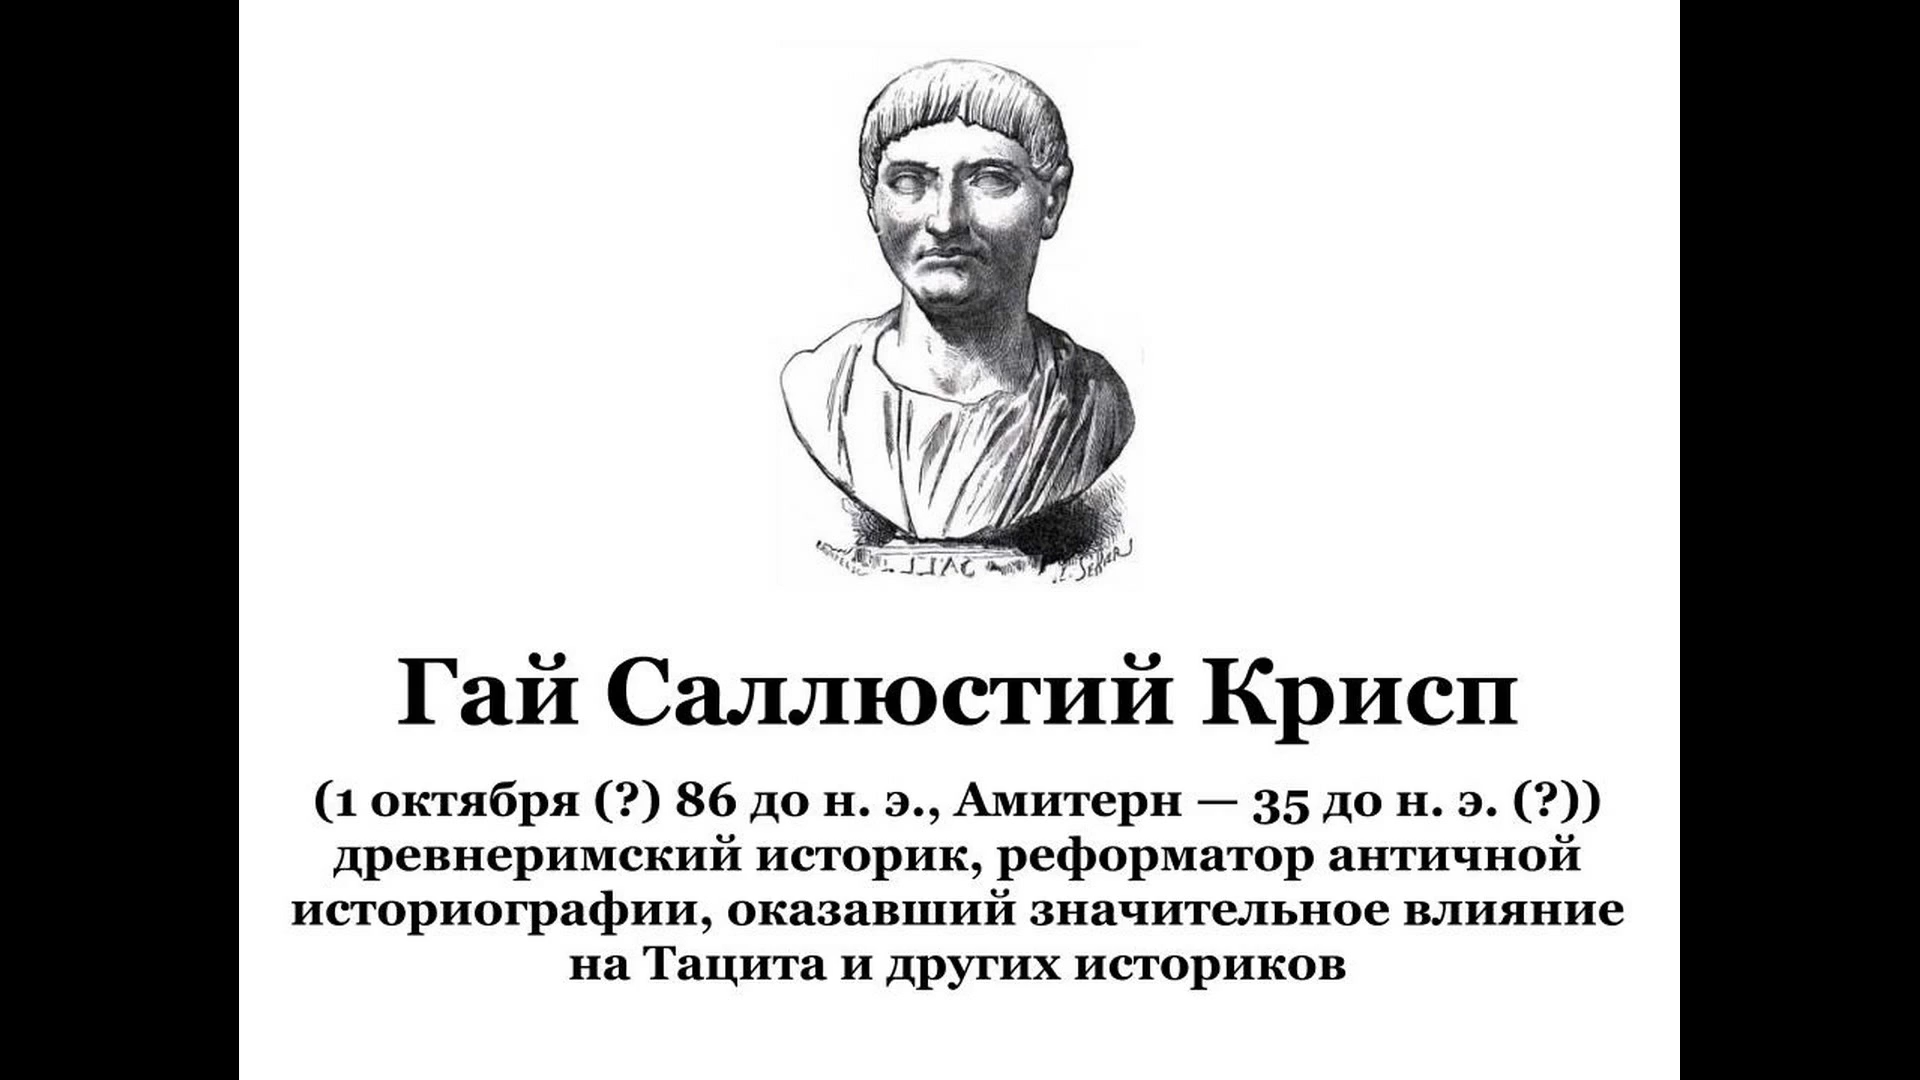 Гай Саллюстий Крисп
(1 октября (?) 86 до н. э., Амитерн — 35 до н. э. (?))
древнеримский историк, реформатор античной
историографии, оказавший значительное влияние
на Тацита и других историков